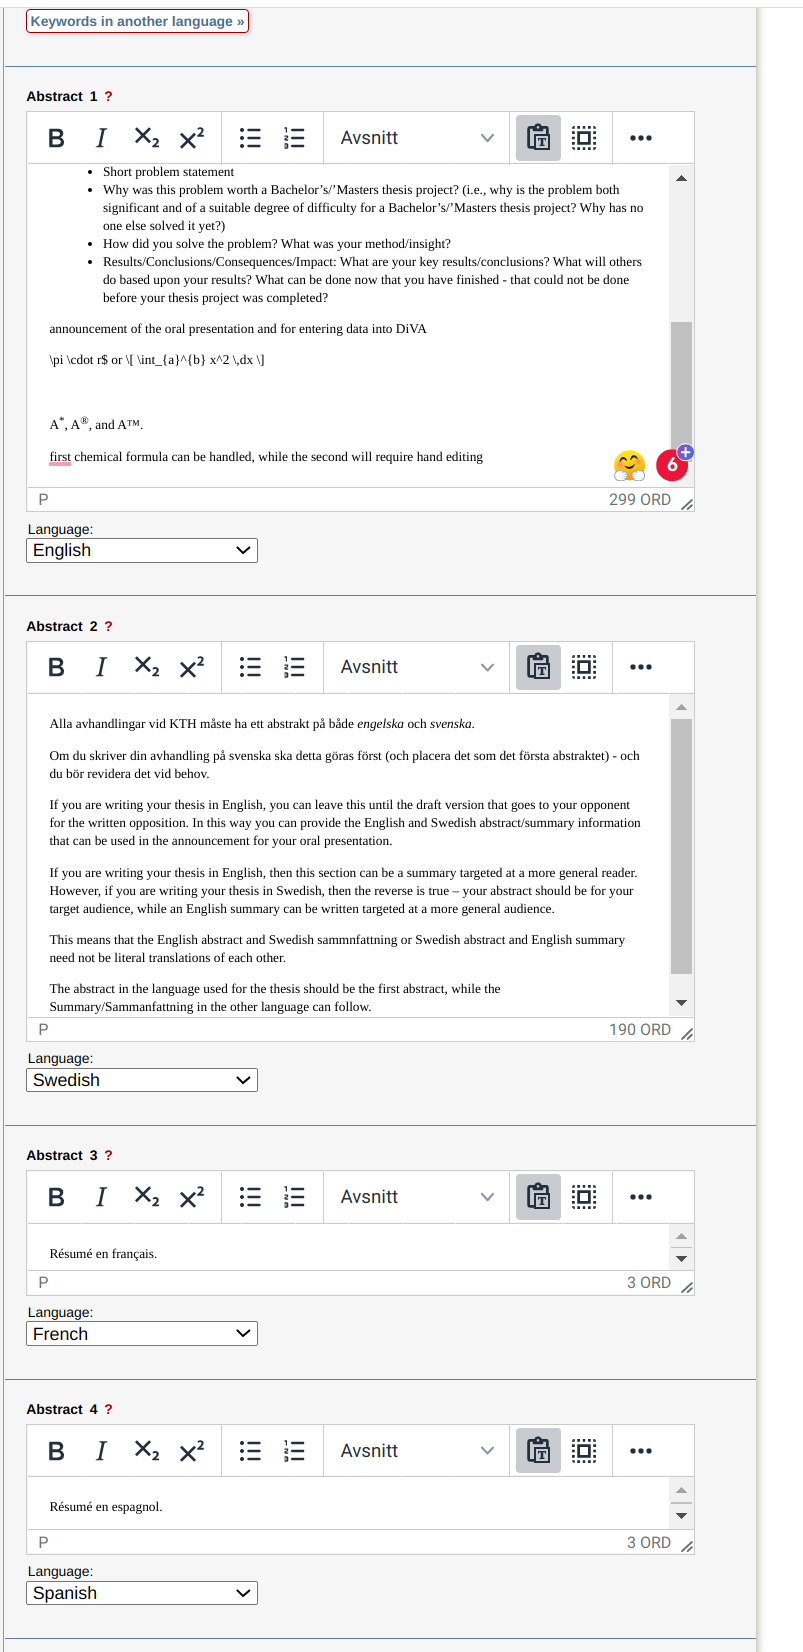 Keywords in another language »
Abstract 1 ?
B I X2 X2 Avsnitt
• Short problem statement
• Why was this problem worth a Bachelor’s/’Masters thesis project? (i.e., why is the problem both
significant and of a suitable degree of difficulty for a Bachelor’s/’Masters thesis project? Why has no
one else solved it yet?)
• How did you solve the problem? What was your method/insight?
• Results/Conclusions/Consequences/Impact: What are your key results/conclusions? What will others
do based upon your results? What can be done now that you have finished - that could not be done
before your thesis project was completed?
announcement of the oral presentation and for entering data into DiVA
\pi \cdot r$ or \[ \int_{a}^{b} x^2 \,dx \]
A*, A®, and A™.
first chemical formula can be handled, while the second will require hand editing
6
P 299 ORD
Language:
English
Abstract 2 ?
B I X2 X2 Avsnitt
Alla avhandlingar vid KTH måste ha ett abstrakt på både engelska och svenska.
Om du skriver din avhandling på svenska ska detta göras först (och placera det som det första abstraktet) - och
du bör revidera det vid behov.
If you are writing your thesis in English, you can leave this until the draft version that goes to your opponent
for the written opposition. In this way you can provide the English and Swedish abstract/summary information
that can be used in the announcement for your oral presentation.
If you are writing your thesis in English, then this section can be a summary targeted at a more general reader.
However, if you are writing your thesis in Swedish, then the reverse is true – your abstract should be for your
target audience, while an English summary can be written targeted at a more general audience.
This means that the English abstract and Swedish sammnfattning or Swedish abstract and English summary
need not be literal translations of each other.
The abstract in the language used for the thesis should be the first abstract, while the
Summary/Sammanfattning in the other language can follow.
P 190 ORD
Language:
Swedish
Abstract 3 ?
B I X2 X2 Avsnitt
Résumé en français.
P 3 ORD
Language:
French
Abstract 4 ?
B I X2 X2 Avsnitt
Résumé en espagnol.
P 3 ORD
Language:
Spanish